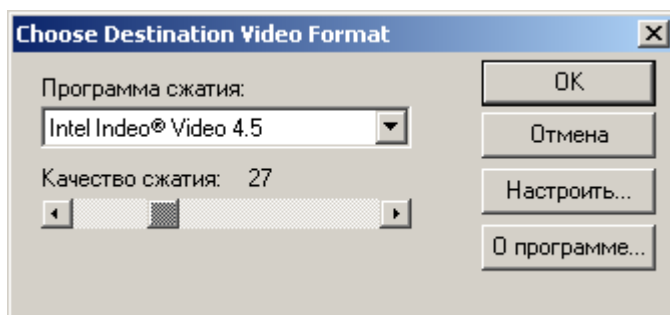 Choose Destination Video Format
Программа сжатия:
Intel Indeo® Video 4.5
Качество сжатия: 27
OK
Отмена
Настроить...
О программе...